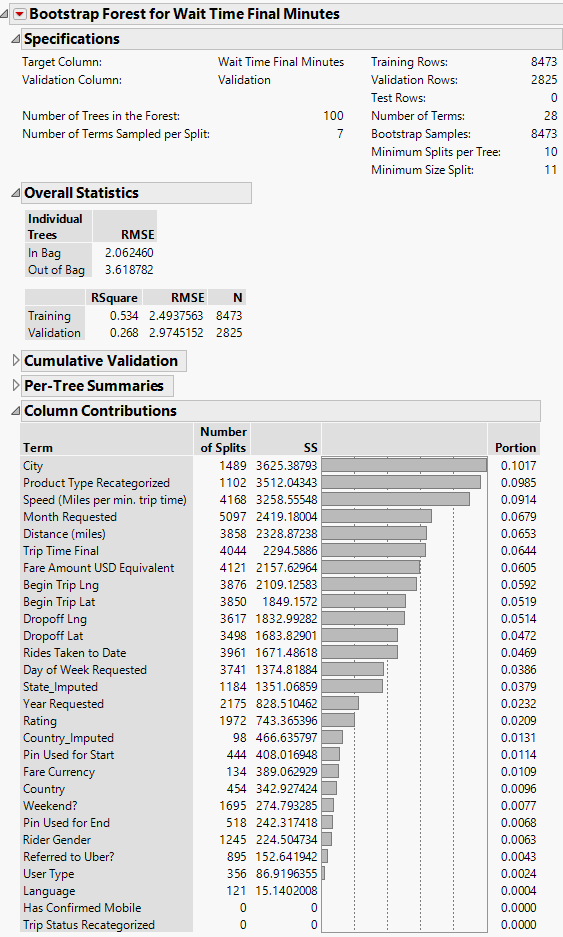 Bootstrap Forest for Wait Time Final Minutes
Specifications
Target Column: Wait Time Final Minutes Training Rows: 8473
Validation Column: Validation Validation Rows: 2825
Test Rows: 0
Number of Trees in the Forest: 100 Number of Terms: 28
Number of Terms Sampled per Split: 7 Bootstrap Samples: 8473
Minimum Splits per Tree: 10
Minimum Size Split: 11
Overall Statistics
Individual
Trees RMSE
In Bag 2.062460
Out of Bag 3.618782
RSquare RMSE N
Training 0.534 2.4937563 8473
Validation 0.268 2.9745152 2825
Cumulative Validation
Per-Tree Summaries
Column Contributions
Number
Term of Splits SS Portion
City 1489 3625.38793 0.1017
Product Type Recategorized 1102 3512.04343 0.0985
Speed (Miles per min. trip time) 4168 3258.55548 0.0914
Month Requested 5097 2419.18004 0.0679
Distance (miles) 3858 2328.87238 0.0653
Trip Time Final 4044 2294.5886 0.0644
Fare Amount USD Equivalent 4121 2157.62964 0.0605
Begin Trip Lng 3876 2109.12583 0.0592
Begin Trip Lat 3850 1849.1572 0.0519
Dropoff Lng 3617 1832.99282 0.0514
Dropoff Lat 3498 1683.82901 0.0472
Rides Taken to Date 3961 1671.48618 0.0469
Day of Week Requested 3741 1374.81884 0.0386
State_Imputed 1184 1351.06859 0.0379
Year Requested 2175 828.510462 0.0232
Rating 1972 743.365396 0.0209
Country_Imputed 98 466.635797 0.0131
Pin Used for Start 444 408.016948 0.0114
Fare Currency 134 389.062929 0.0109
Country 454 342.927424 0.0096
Weekend? 1695 274.793285 0.0077
Pin Used for End 518 242.317418 0.0068
Rider Gender 1245 224.504734 0.0063
Referred to Uber? 895 152.641942 0.0043
User Type 356 86.9196355 0.0024
Language 121 15.1402008 0.0004
Has Confirmed Mobile 0 0 0.0000
Trip Status Recategorized 0 0 0.0000